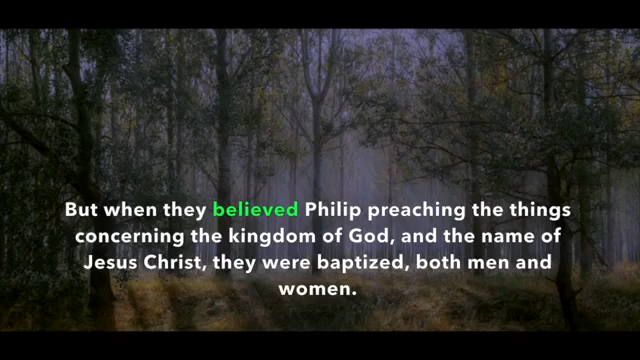 But when they believed Philip preaching the things
concerning the kingdom of God, and the name of
Jesus Christ, they were baptized, both men and
women.